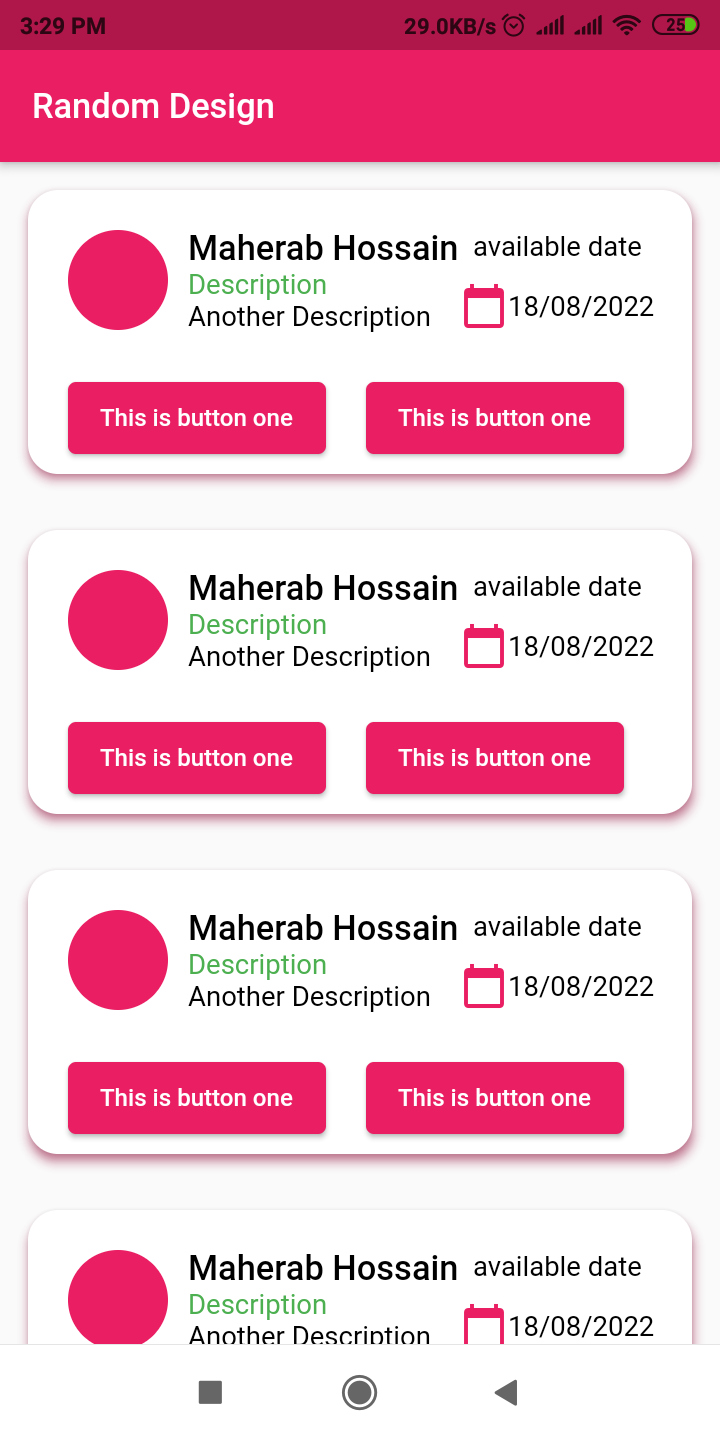 3:29 PM 29.0KB/s 25
Random Design
Maherab Hossain available date
Description
Another Description 18/08/2022
This is button one This is button one
Maherab Hossain available date
Description
Another Description 18/08/2022
This is button one This is button one
Maherab Hossain available date
Description
Another Description 18/08/2022
This is button one This is button one
Maherab Hossain available date
Description
Another Description 18/08/2022